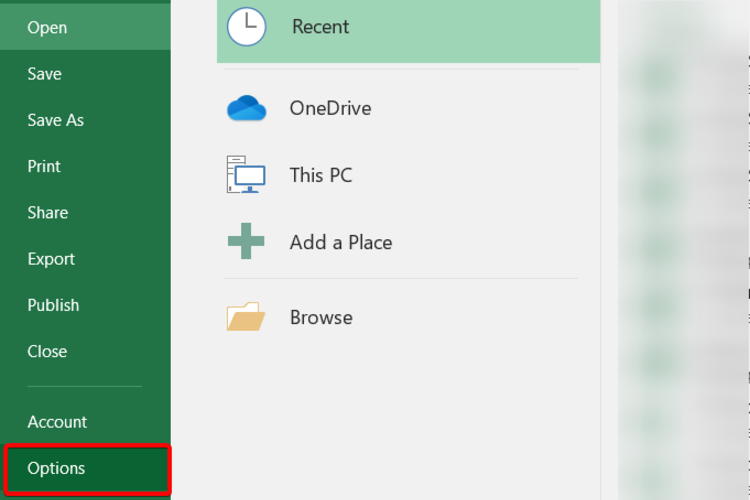 Open
Save
Save As
Print
Share
Export
Publish
Close
Account
Options
Recent
OneDrive
This PC
Add a Place
Browse